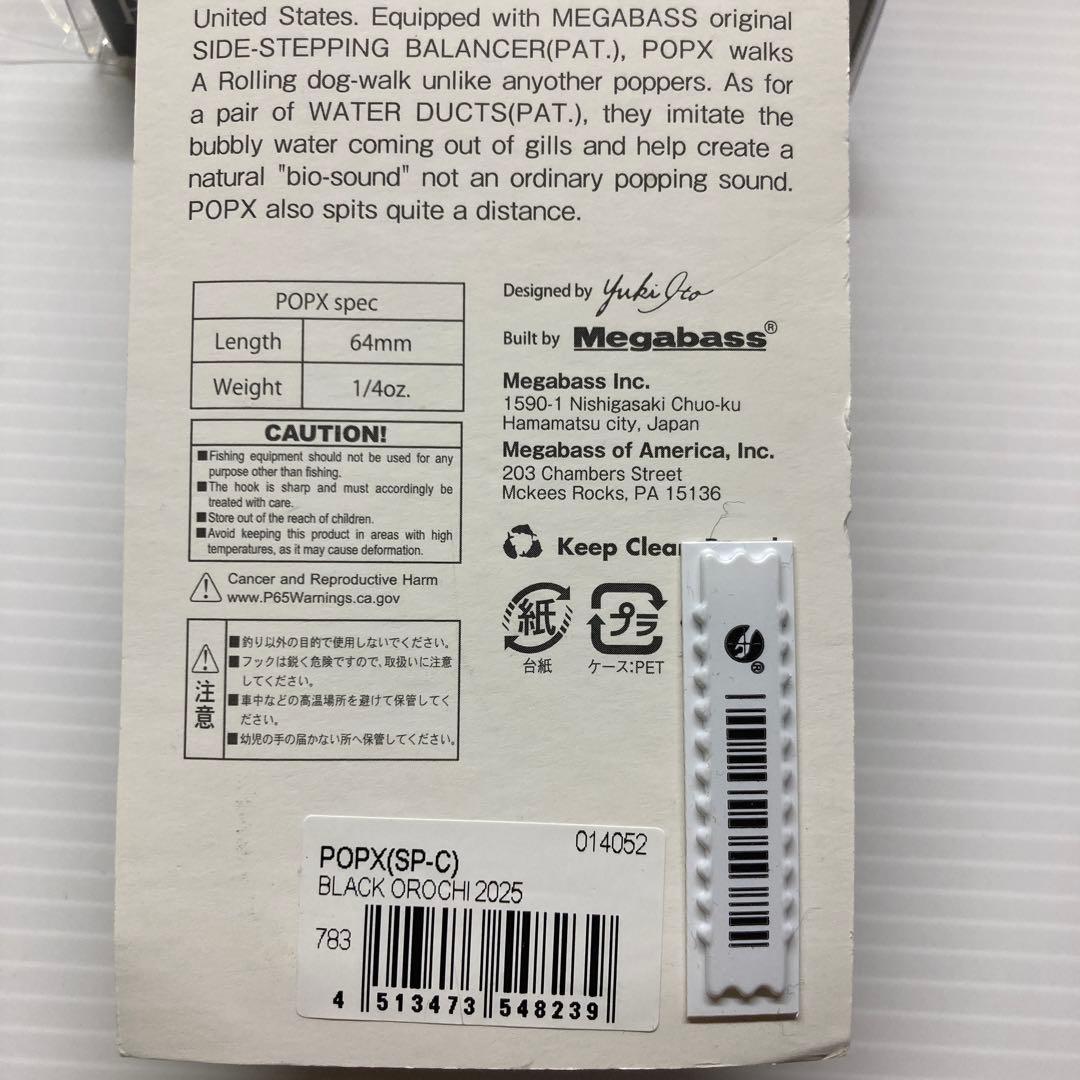 United States. Equipped with MEGABASS original
SIDE-STEPPING BALANCER(PAT.), POPX walks
A Rolling dog-walk unlike anyother poppers. As for
a pair of WATER DUCTS(PAT.), they imitate the
bubbly water coming out of gills and help create a
natural "bio-sound" not an ordinary popping sound.
POPX also spits quite a distance.
POPX spec
Length 64mm
Weight 1/4oz.
Designed by Yuki Ito
Built by Megabass®
Megabass Inc.
1590-1 Nishigasaki Chuo-ku
Hamamatsu city, Japan
Megabass of America, Inc.
203 Chambers Street
Mckees Rocks, PA 15136
CAUTION!
■Fishing equipment should not be used for any
purpose other than fishing.
■The hook is sharp and must accordingly be
treated with care.
■Store out of the reach of children.
■Avoid keeping this product in areas with high
temperatures, as it may cause deformation.
Cancer and Reproductive Harm
www.P65Warnings.ca.gov
Keep Clea
紙
プラ
台紙
ケース:PET
注意
■釣り以外の目的で使用しないでください。
■フックは鋭く危険ですので、取扱いに注意
してください。
■車中などの高温場所を避けて保管してく
ださい。
■幼児の手の届かない所へ保管してください。
®
014052
POPX(SP-C)
BLACK OROCHI 2025
783
4 513473 548239